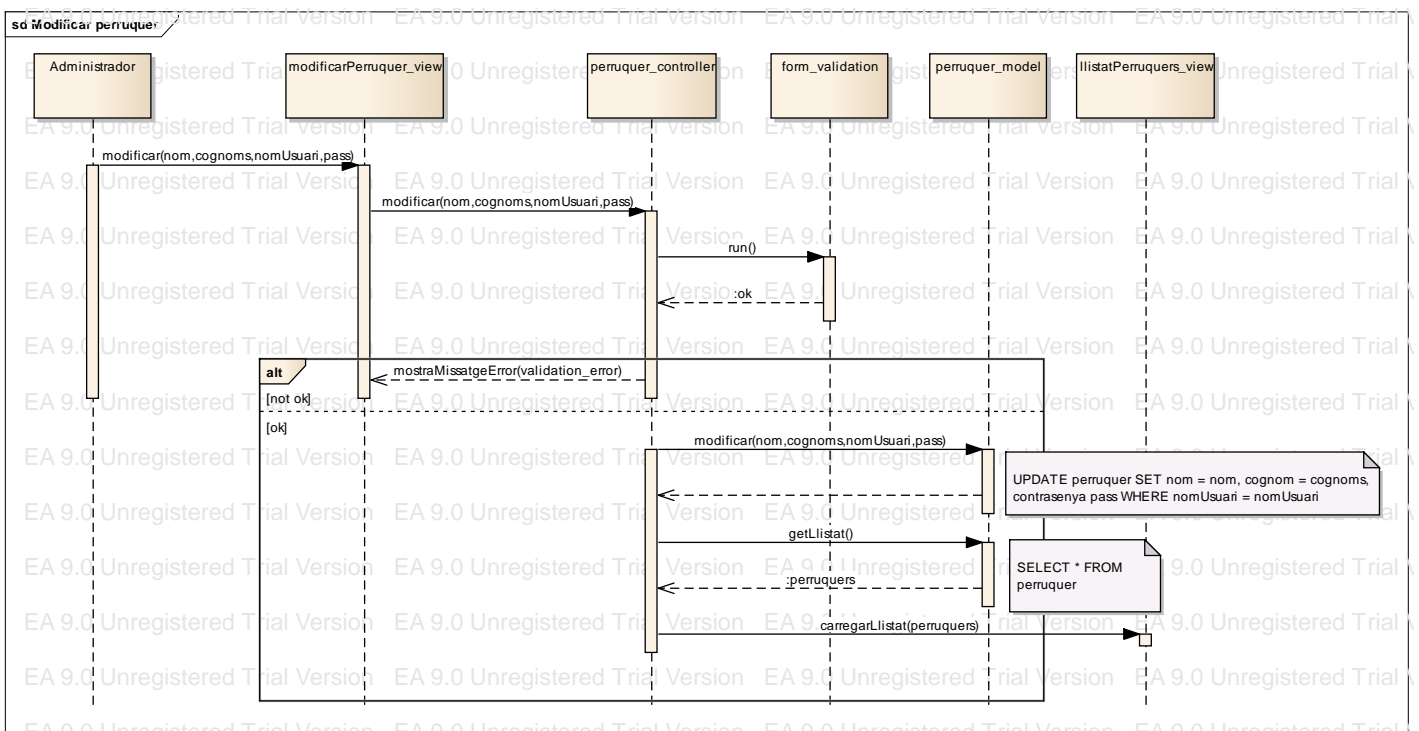 sd Modificar perruquer
Administrador
modificarPerruquer_view
perruquer_controller
form_validation
perruquer_model
llistatPerruquers_view
modificar(nom,cognoms,nomUsuari,pass)
modificar(nom,cognoms,nomUsuari,pass)
run()
:ok
alt
mostraMissatgeError(validation_error)
[not ok]
[ok]
modificar(nom,cognoms,nomUsuari,pass)
UPDATE perruquer SET nom = nom, cognom = cognoms,
contrasenya pass WHERE nomUsuari = nomUsuari
getLlistat()
SELECT * FROM
perruquer
:perruquers
carregarLlistat(perruquers)
EA 9.0 Unregistered Trial Version